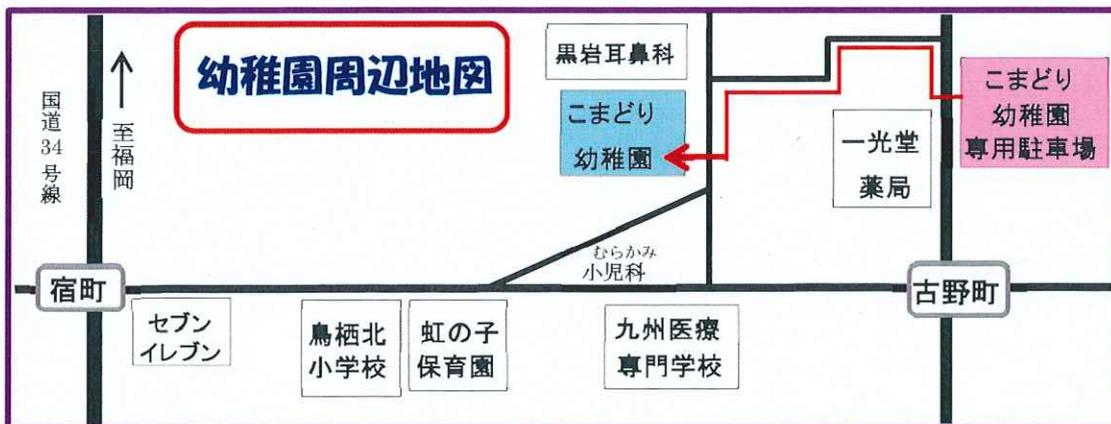 幼稚園周辺地図
国道34号線
至福岡
黒岩耳鼻科
こまどり
幼稚園
一光堂
薬局
こまどり
幼稚園
専用駐車場
むらかみ
小児科
宿町
古野町
セブン
イレブン
鳥栖北
小学校
虹の子
保育園
九州医療
専門学校